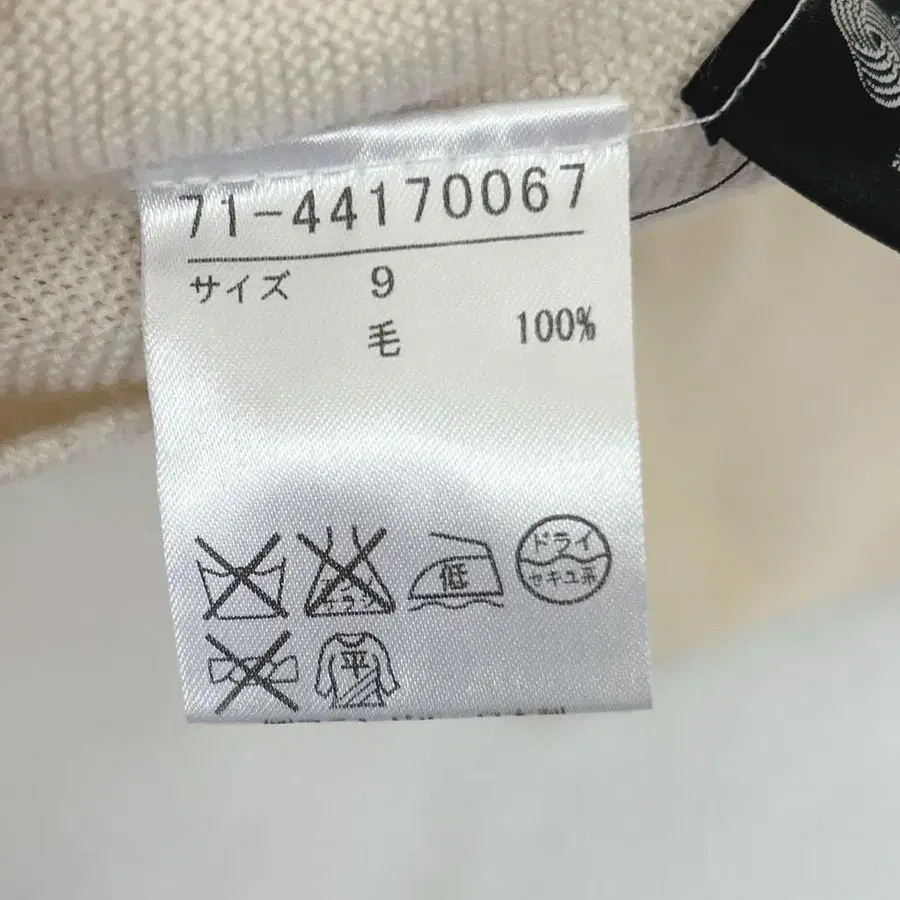 71-44170067
サイズ 9
毛 100%
低 ドライ
セキユ系
平